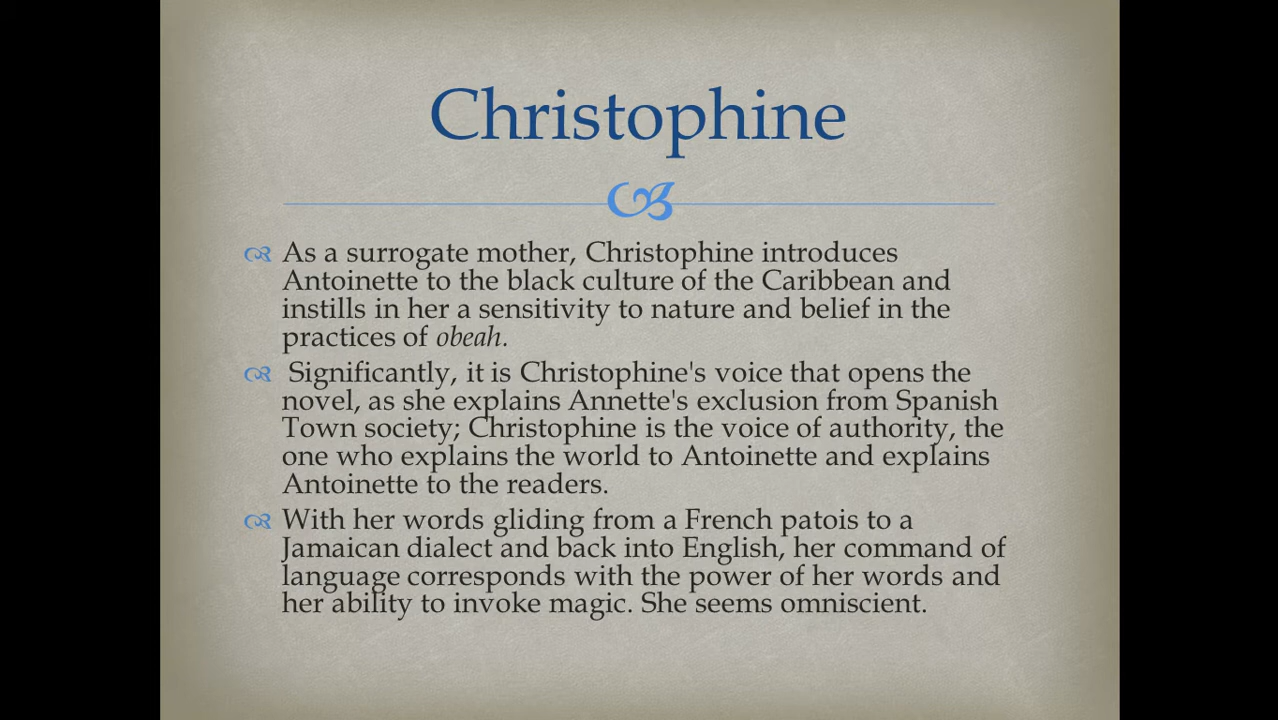 Christophine
As a surrogate mother, Christophine introduces
Antoinette to the black culture of the Caribbean and
instills in her a sensitivity to nature and belief in the
practices of obeah.
Significantly, it is Christophine's voice that opens the
novel, as she explains Annette's exclusion from Spanish
Town society; Christophine is the voice of authority, the
one who explains the world to Antoinette and explains
Antoinette to the readers.
With her words gliding from a French patois to a
Jamaican dialect and back into English, her command of
language corresponds with the power of her words and
her ability to invoke magic. She seems omniscient.